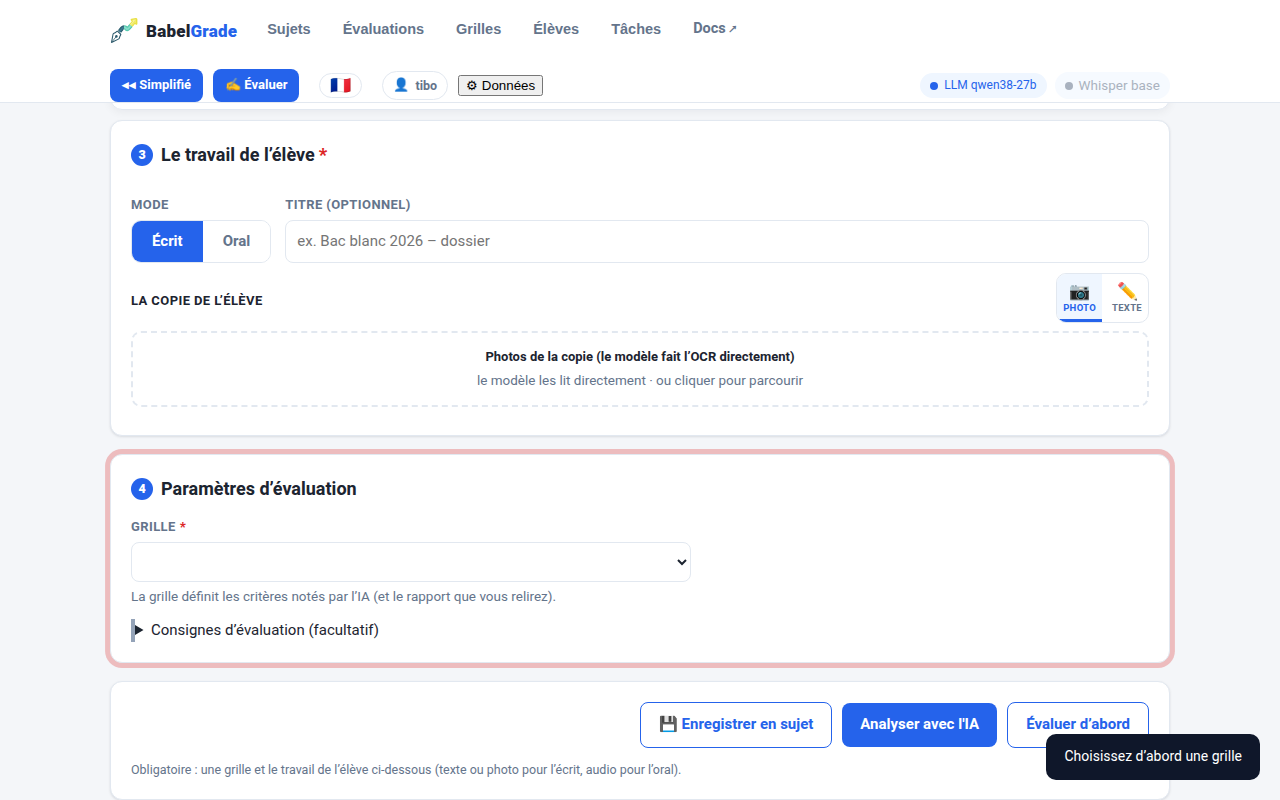 BabelGrade
Sujets
Évaluations
Grilles
Élèves
Tâches
Docs ↗
◀◀ Simplifié
✍ Évaluer
tibo
⚙ Données
LLM qwen38-27b
Whisper base
3 Le travail de l’élève *
MODE
TITRE (OPTIONNEL)
Écrit
Oral
ex. Bac blanc 2026 – dossier
LA COPIE DE L’ÉLÈVE
PHOTO
TEXTE
Photos de la copie (le modèle fait l’OCR directement)
le modèle les lit directement · ou cliquer pour parcourir
4 Paramètres d’évaluation
GRILLE *
La grille définit les critères notés par l’IA (et le rapport que vous relirez).
▶ Consignes d’évaluation (facultatif)
Enregistrer en sujet
Analyser avec l'IA
Évaluer d’abord
Choisissez d’abord une grille
Obligatoire : une grille et le travail de l’élève ci-dessous (texte ou photo pour l’écrit, audio pour l’oral).